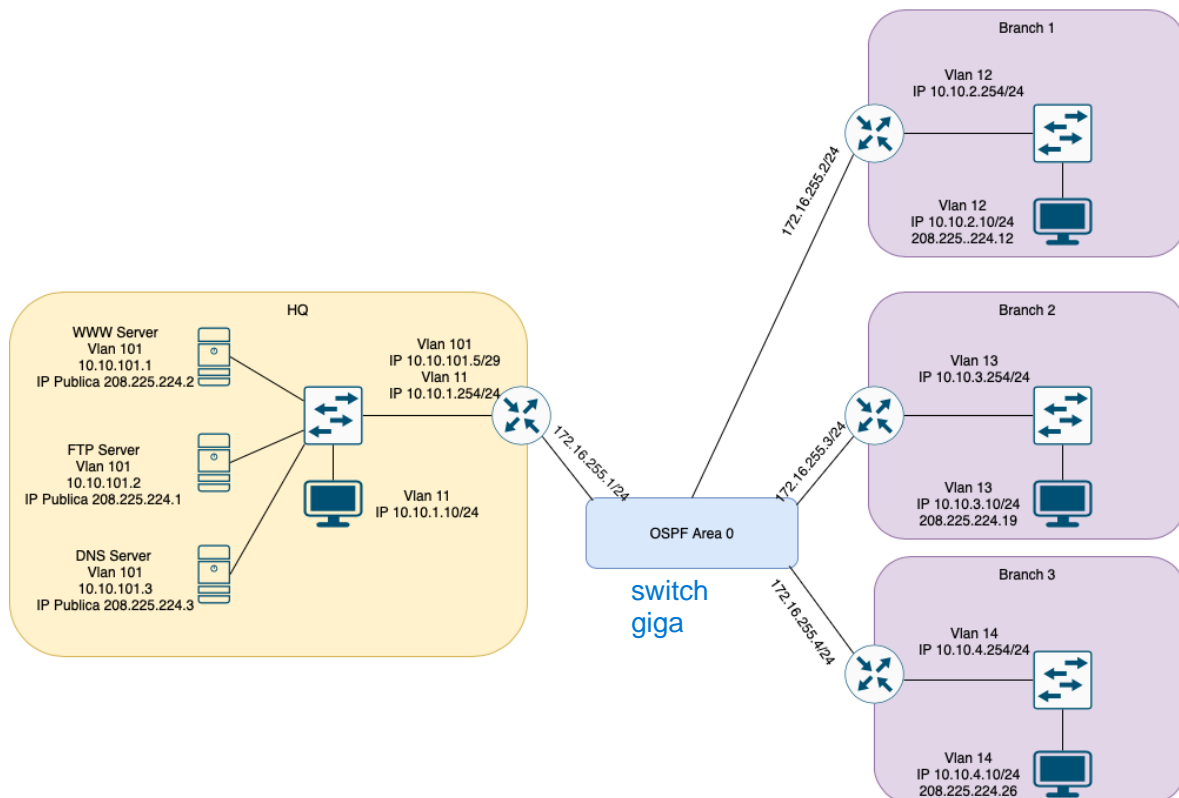 Branch 1
Vlan 12
IP 10.10.2.254/24
172.16.255.2/24
Vlan 12
IP 10.10.2.10/24
208.225..224.12
HQ
WWW Server
Vlan 101
10.10.101.1
IP Publica 208.225.224.2
Vlan 101
IP 10.10.101.5/29
Vlan 11
IP 10.10.1.254/24
FTP Server
Vlan 101
10.10.101.2
IP Publica 208.225.224.1
Vlan 11
IP 10.10.1.10/24
DNS Server
Vlan 101
10.10.101.3
IP Publica 208.225.224.3
172.16.255.1/24
OSPF Area 0
switch
giga
Branch 2
Vlan 13
IP 10.10.3.254/24
172.16.255.3/24
Vlan 13
IP 10.10.3.10/24
208.225.224.19
Branch 3
172.16.255.4/24
Vlan 14
IP 10.10.4.254/24
Vlan 14
IP 10.10.4.10/24
208.225.224.26